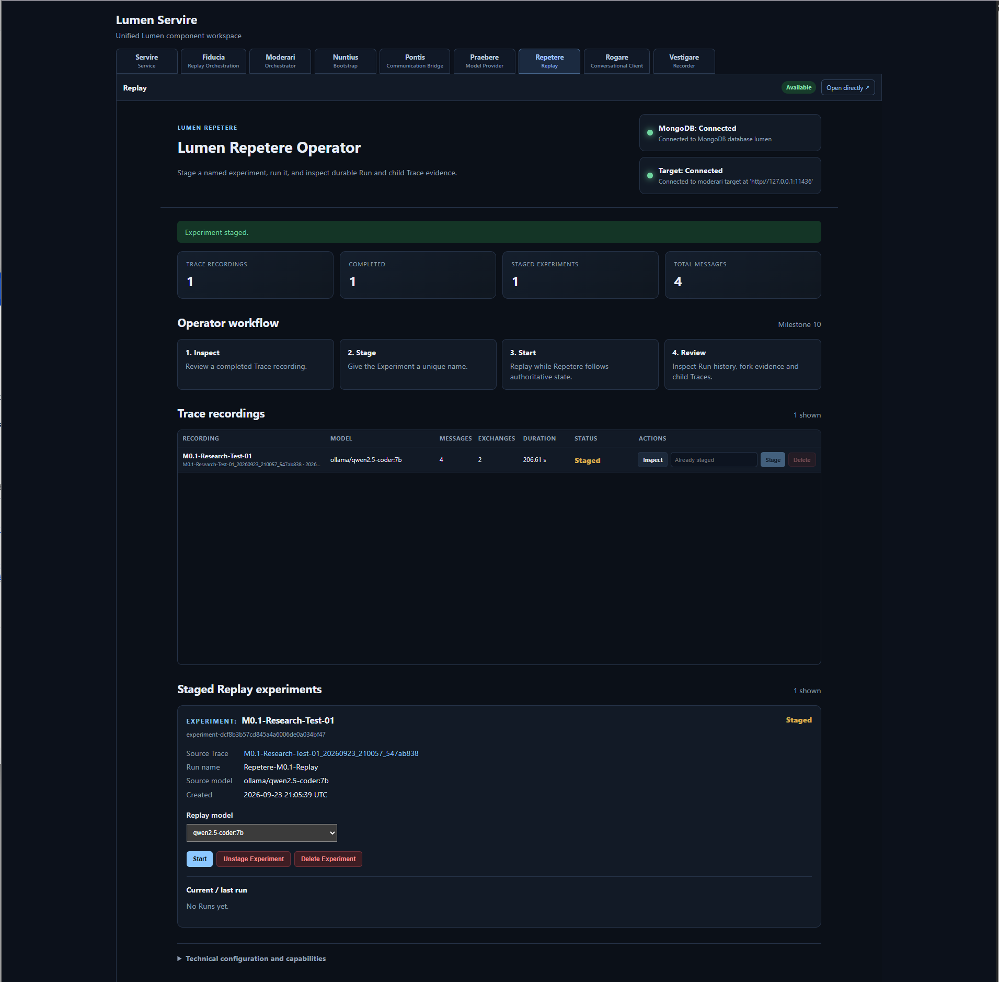 Lumen Servire
Unified Lumen component workspace
Servire
Service
Fiducia
Replay Orchestration
Moderari
Orchestrator
Nuntius
Bootstrap
Pontis
Communication Bridge
Praebere
Model Provider
Repetere
Replay
Rogare
Conversational Client
Vestigare
Recorder
Replay
Available
Open directly ↗
LUMEN REPETERE
Lumen Repetere Operator
Stage a named experiment, run it, and inspect durable Run and child Trace evidence.
MongoDB: Connected
Connected to MongoDB database lumen
Target: Connected
Connected to moderari target at 'http://127.0.0.1:11436'
Experiment staged.
TRACE RECORDINGS
1
COMPLETED
1
STAGED EXPERIMENTS
1
TOTAL MESSAGES
4
Operator workflow
Milestone 10
1. Inspect
Review a completed Trace recording.
2. Stage
Give the Experiment a unique name.
3. Start
Replay while Repetere follows
authoritative state.
4. Review
Inspect Run history, fork evidence and
child Traces.
Trace recordings
1 shown
RECORDING MODEL MESSAGES EXCHANGES DURATION STATUS ACTIONS
M0.1-Research-Test-01
M0.1-Research-Test-01_20260923_210057_547ab838 · 2026...
ollama/qwen2.5-coder:7b 4 2 206.61 s Staged Inspect Already staged Stage Delete
Staged Replay experiments
1 shown
EXPERIMENT: M0.1-Research-Test-01
Staged
experiment-dcf8b3b57cd845a4a6006de0a034bf47
Source Trace M0.1-Research-Test-01_20260923_210057_547ab838
Run name Repetere-M0.1-Replay
Source model ollama/qwen2.5-coder:7b
Created 2026-09-23 21:05:39 UTC
Replay model
qwen2.5-coder:7b
Start Unstage Experiment Delete Experiment
Current / last run
No Runs yet.
▶ Technical configuration and capabilities